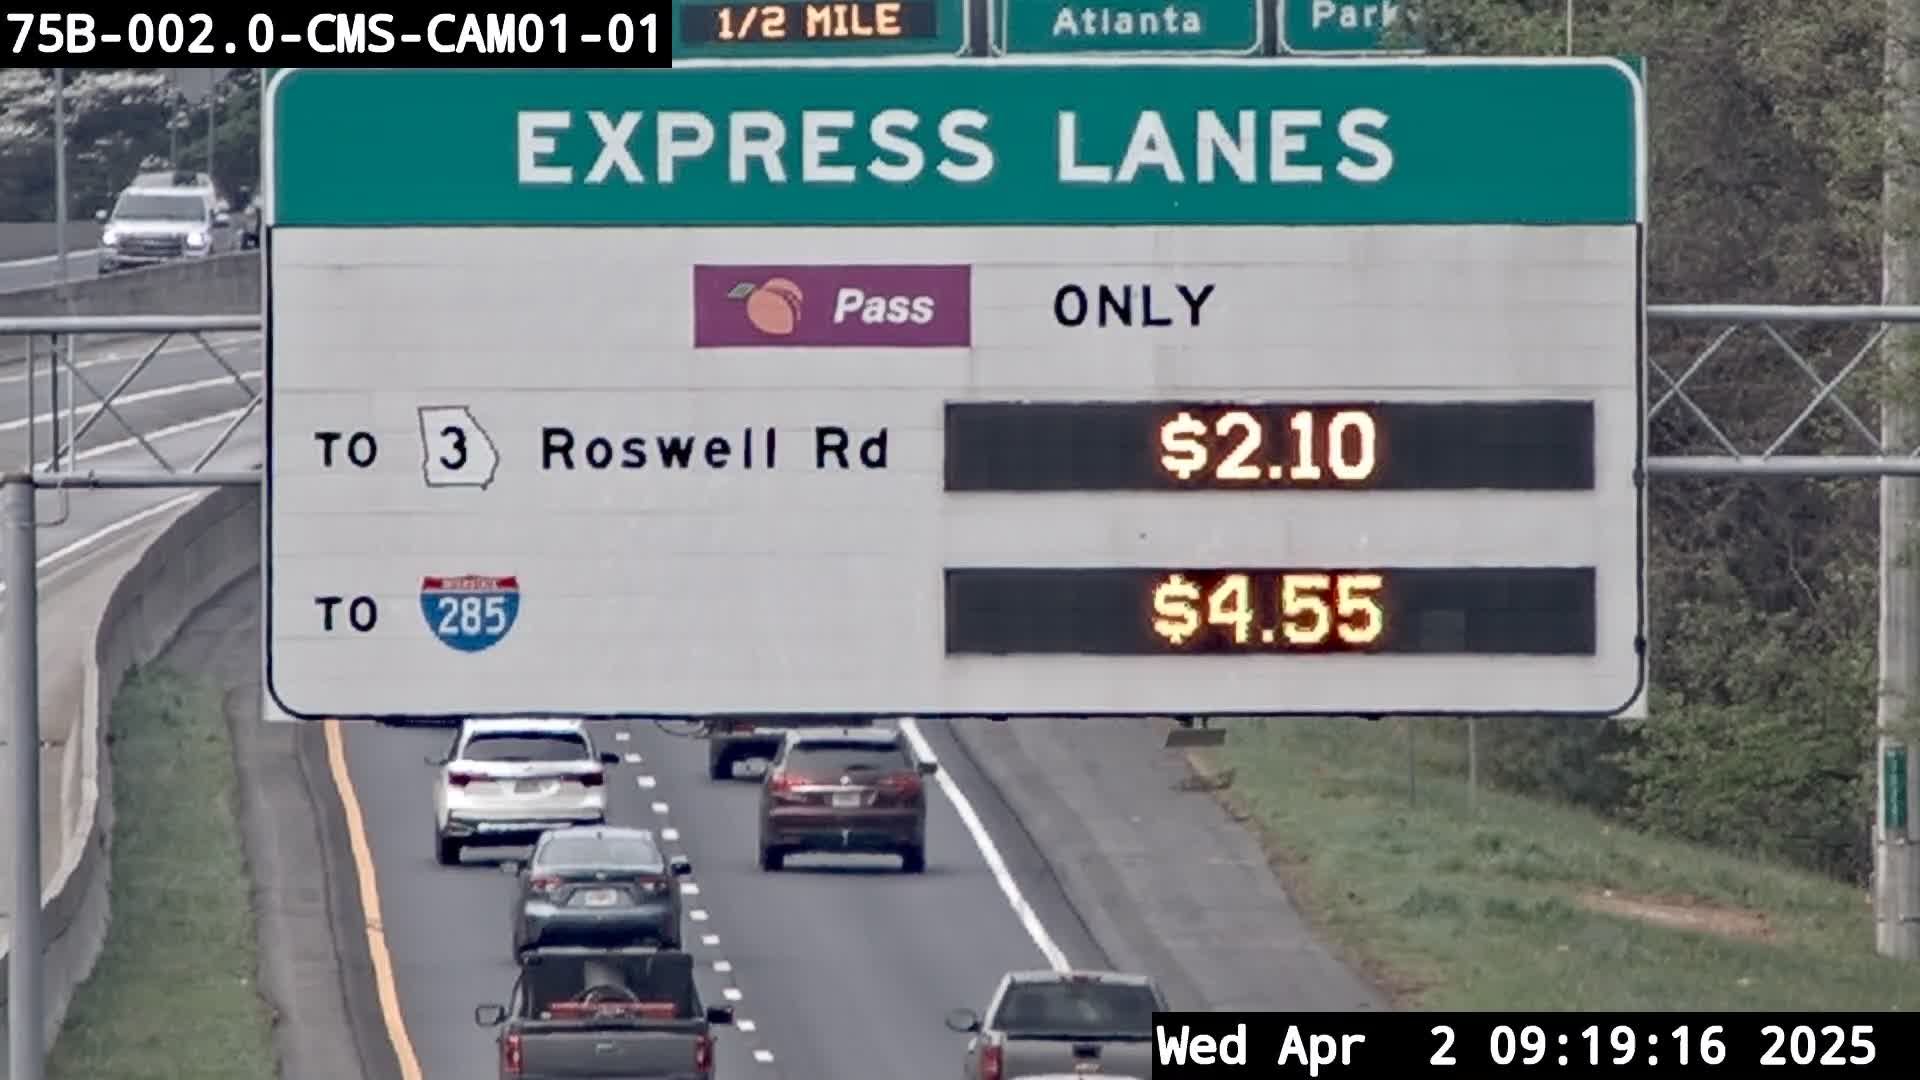 75B-002.0-CMS-CAM01-01
1/2 MILE
Atlanta
Park
EXPRESS LANES
Pass ONLY
TO 3 Roswell Rd $2.10
TO 285 $4.55
Wed Apr 2 09:19:16 2025